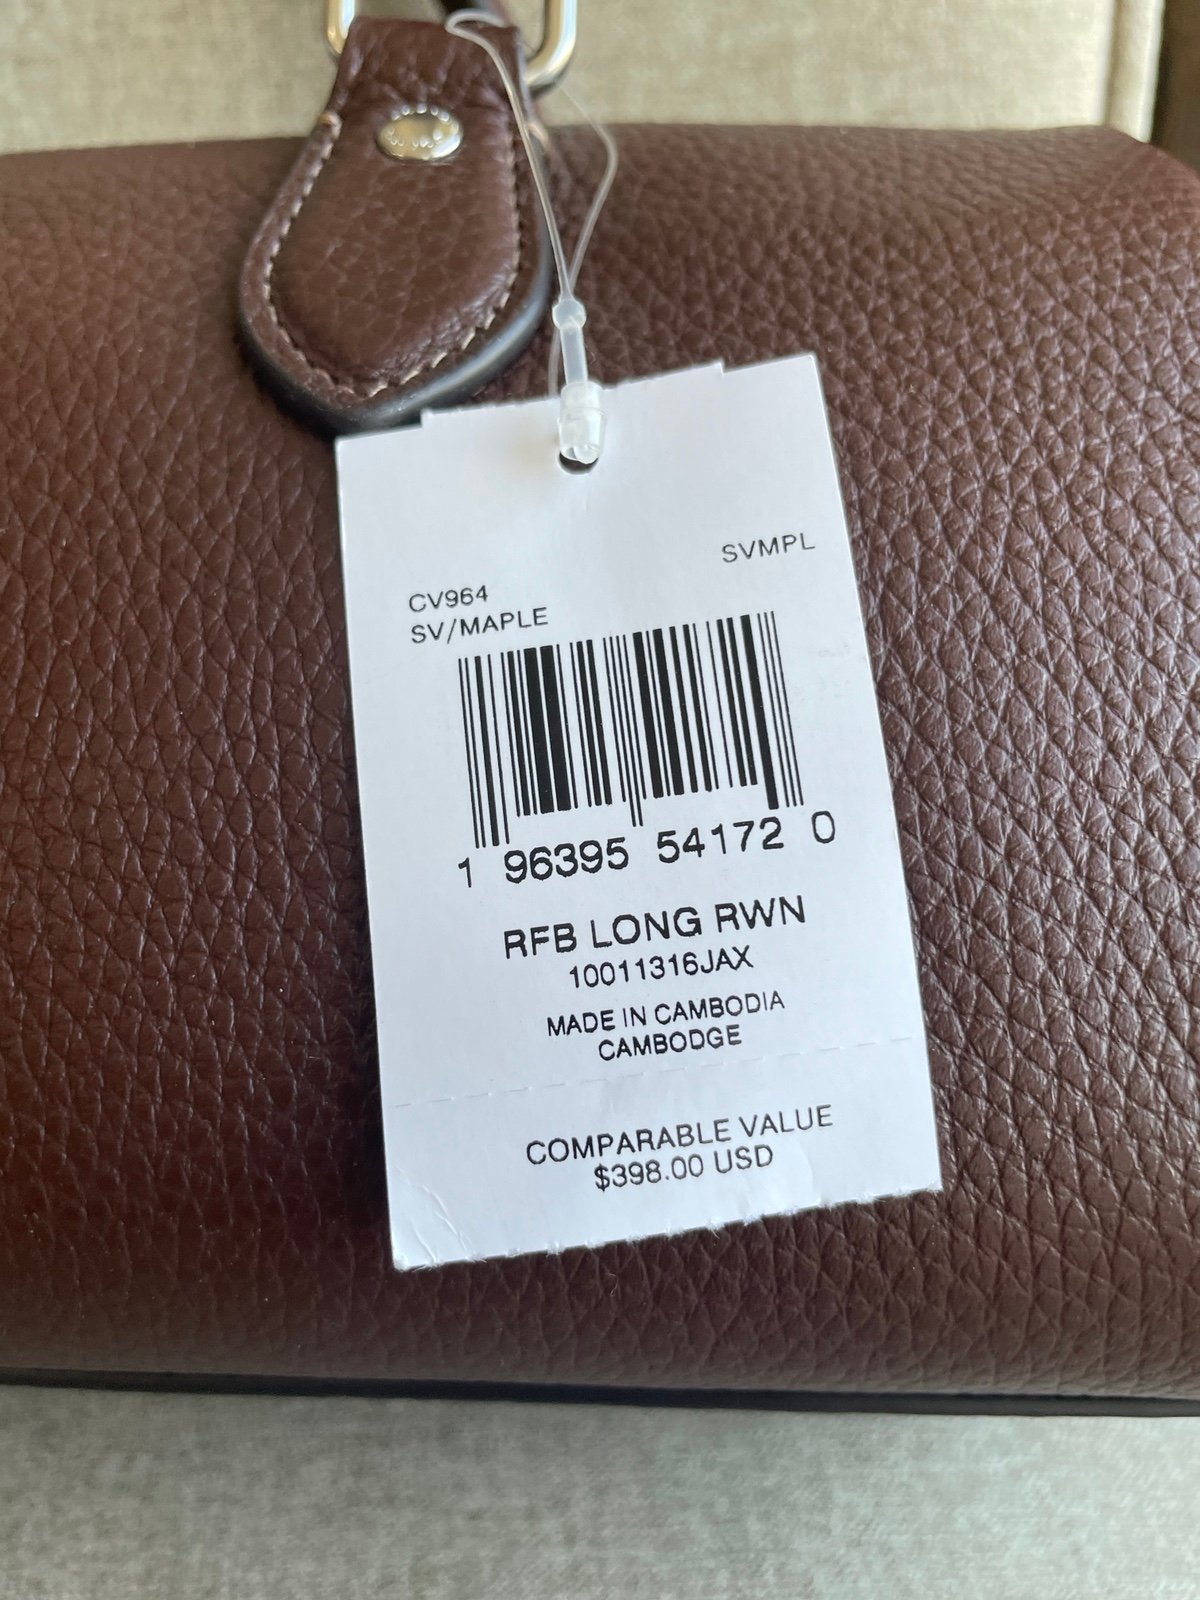 SVMPL
CV964
SV/MAPLE
1 96395 54172 0
RFB LONG RWN
10011316JAX
MADE IN CAMBODIA
CAMBODGE
COMPARABLE VALUE
$398.00 USD